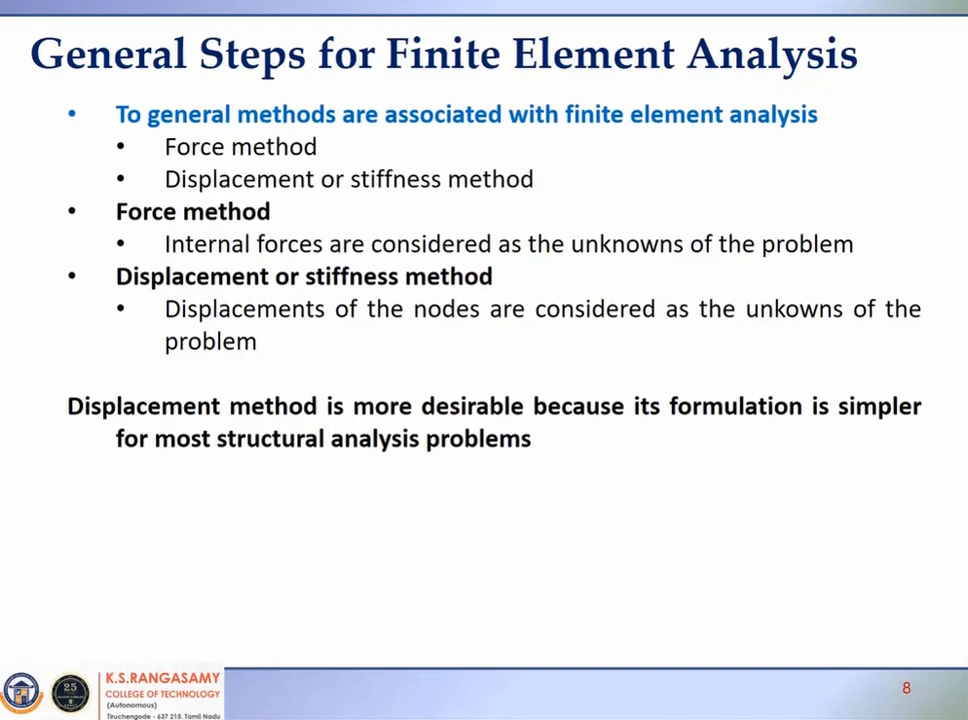 General Steps for Finite Element Analysis
• To general methods are associated with finite element analysis
• Force method
• Displacement or stiffness method
• Force method
• Internal forces are considered as the unknowns of the problem
• Displacement or stiffness method
• Displacements of the nodes are considered as the unkowns of the
problem
Displacement method is more desirable because its formulation is simpler
for most structural analysis problems
25
K.S.RANGASAMY
COLLEGE OF TECHNOLOGY
(Autonomous)
Tiruchengode - 637 215. Tamil Nadu
8